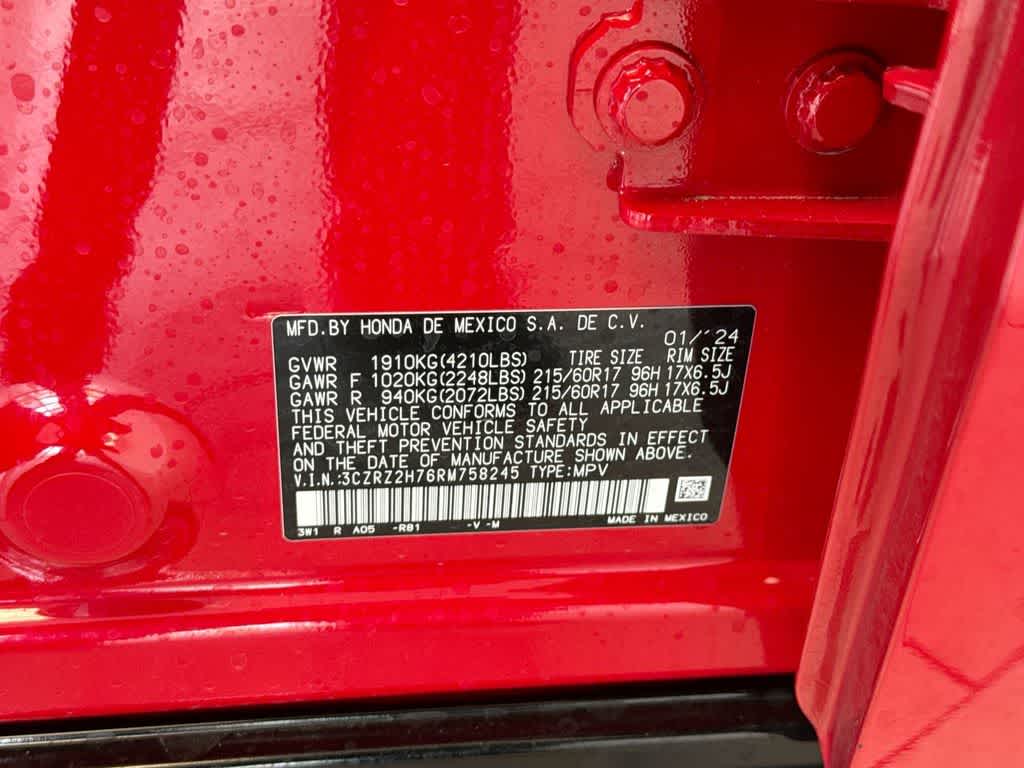 MFD.BY HONDA DE MEXICO S.A. DE C.V. 01/'24
GVWR 1910KG(4210LBS) TIRE SIZE RIM SIZE
GAWR F 1020KG(2248LBS) 215/60R17 96H 17X6.5J
GAWR R 940KG(2072LBS) 215/60R17 96H 17X6.5J
THIS VEHICLE CONFORMS TO ALL APPLICABLE
FEDERAL MOTOR VEHICLE SAFETY
AND THEFT PREVENTION STANDARDS IN EFFECT
ON THE DATE OF MANUFACTURE SHOWN ABOVE.
V.I.N.:3CZRZ2H76RM758245 TYPE:MPV
3W1 R A05 -R81 -V -M MADE IN MEXICO